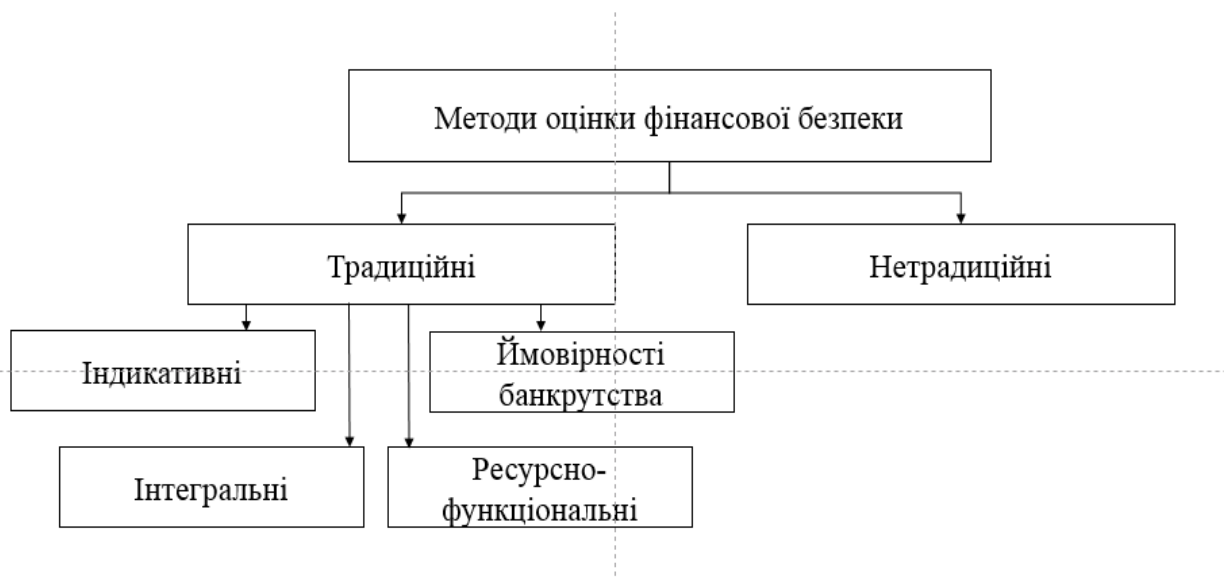 Методи оцінки фінансової безпеки
Традиційні
Нетрадиційні
Індикативні
Ймовірності
банкрутства
Інтегральні
Ресурсно-
функціональні